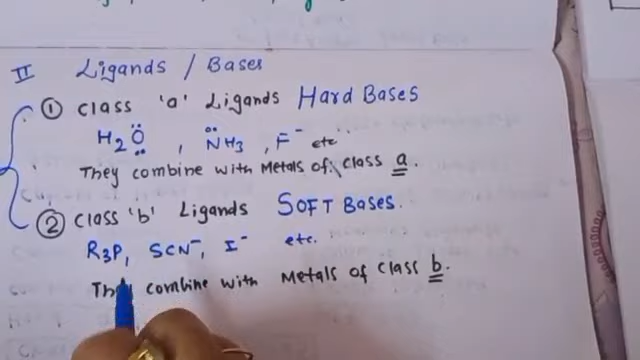 II Ligands / Bases
① Class 'a' Ligands Hard Bases
H₂Ö̤ , N̈H₃ , F⁻ etc
They combine with Metals of class a.
② Class 'b' Ligands SOFT Bases.
R₃P, SCN⁻, I⁻ etc.
They combine with Metals of class b.